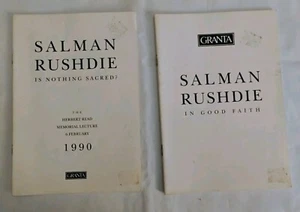 SALMAN
RUSHDIE
IS NOTHING SACRED?
THE
HERBERT READ
MEMORIAL LECTURE
6 FEBRUARY
1990
GRANTA
GRANTA
SALMAN
RUSHDIE
IN GOOD FAITH